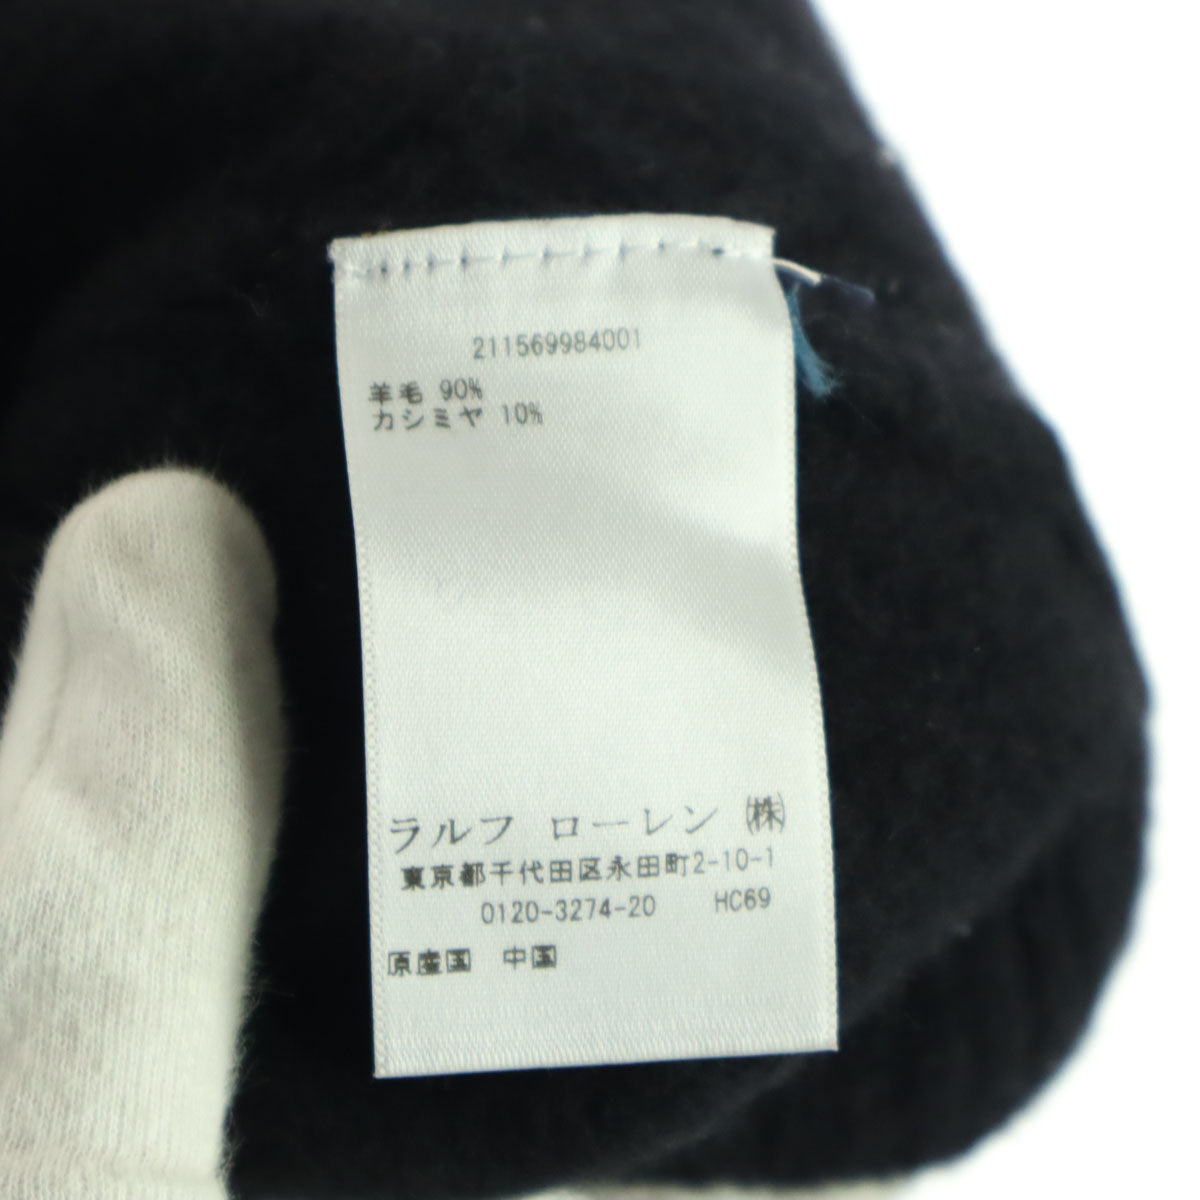 211569984001
羊毛 90%
カシミヤ 10%
ラルフ ローレン ㈱
東京都千代田区永田町2-10-1
0120-3274-20 HC69
原産国 中国